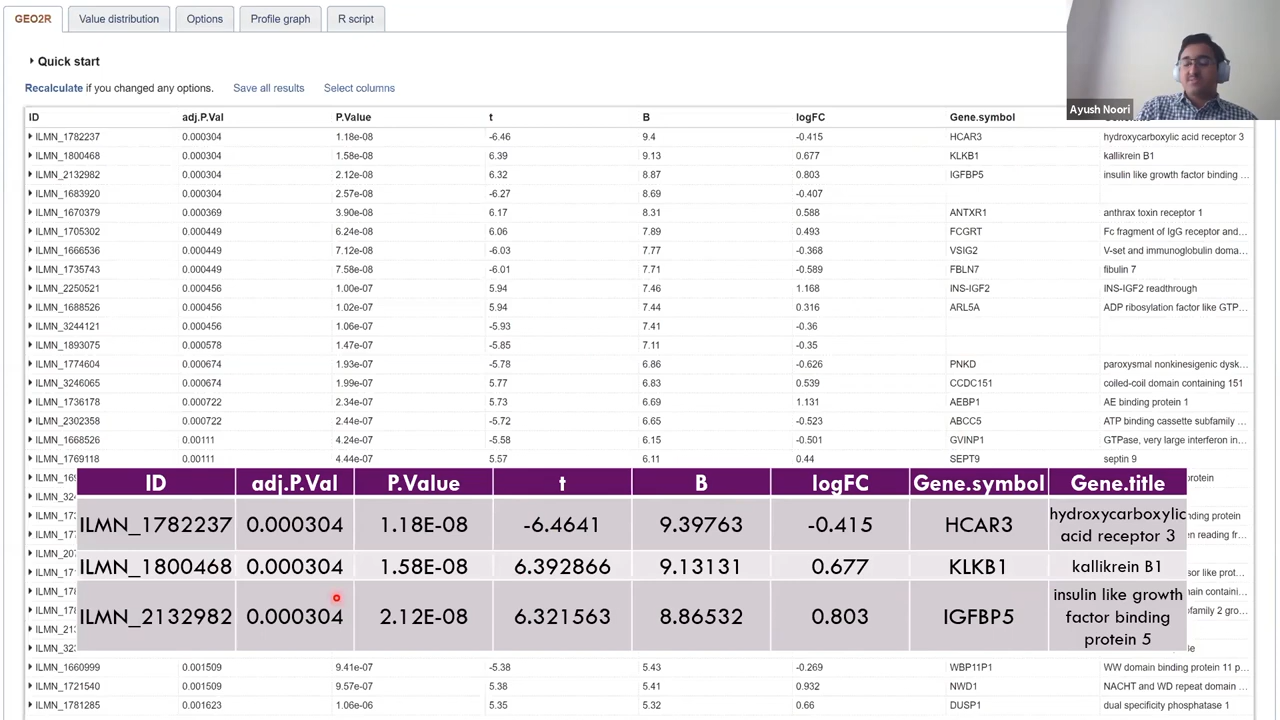 GEO2R Value distribution Options Profile graph R script
Quick start
Recalculate if you changed any options. Save all results Select columns
Ayush Noori
ID adj.P.Val P.Value t B logFC Gene.symbol
ILMN_1782237 0.000304 1.18e-08 -6.46 9.4 -0.415 HCAR3 hydroxycarboxylic acid receptor 3
ILMN_1800468 0.000304 1.58e-08 6.39 9.13 0.677 KLKB1 kallikrein B1
ILMN_2132982 0.000304 2.12e-08 6.32 8.87 0.803 IGFBP5 insulin like growth factor binding ...
ILMN_1683920 0.000304 2.57e-08 -6.27 8.69 -0.407
ILMN_1670379 0.000369 3.90e-08 6.17 8.31 0.588 ANTXR1 anthrax toxin receptor 1
ILMN_1705302 0.000449 6.24e-08 6.06 7.89 0.493 FCGRT Fc fragment of IgG receptor and...
ILMN_1666536 0.000449 7.12e-08 -6.03 7.77 -0.368 VSIG2 V-set and immunoglobulin doma...
ILMN_1735743 0.000449 7.58e-08 -6.01 7.71 -0.589 FBLN7 fibulin 7
ILMN_2250521 0.000456 1.00e-07 5.94 7.46 1.168 INS-IGF2 INS-IGF2 readthrough
ILMN_1688526 0.000456 1.02e-07 5.94 7.44 0.316 ARL5A ADP ribosylation factor like GTP...
ILMN_3244121 0.000456 1.06e-07 -5.93 7.41 -0.36
ILMN_1893075 0.000578 1.47e-07 -5.85 7.11 -0.35
ILMN_1774604 0.000674 1.93e-07 -5.78 6.86 -0.626 PNKD paroxysmal nonkinesigenic dysk...
ILMN_3246065 0.000674 1.99e-07 5.77 6.83 0.539 CCDC151 coiled-coil domain containing 151
ILMN_1736178 0.000722 2.34e-07 5.73 6.69 1.131 AEBP1 AE binding protein 1
ILMN_2302358 0.000722 2.44e-07 -5.72 6.65 -0.523 ABCC5 ATP binding cassette subfamily ...
ILMN_1668526 0.00111 4.24e-07 -5.58 6.15 -0.501 GVINP1 GTPase, very large interferon in...
ILMN_1769118 0.00111 4.44e-07 5.57 6.11 0.44 SEPT9 septin 9
ID adj.P.Val P.Value t B logFC Gene.symbol Gene.title
ILMN_1782237 0.000304 1.18E-08 -6.4641 9.39763 -0.415 HCAR3 hydroxycarboxylic
acid receptor 3
ILMN_1800468 0.000304 1.58E-08 6.392866 9.13131 0.677 KLKB1 kallikrein B1
ILMN_2132982 0.000304 2.12E-08 6.321563 8.86532 0.803 IGFBP5 insulin like growth
factor binding
protein 5
ILMN_1660999 0.001509 9.41e-07 -5.38 5.43 -0.269 WBP11P1 WW domain binding protein 11 p...
ILMN_1721540 0.001509 9.57e-07 5.38 5.41 0.932 NWD1 NACHT and WD repeat domain ...
ILMN_1781285 0.001623 1.06e-06 5.35 5.32 0.66 DUSP1 dual specificity phosphatase 1